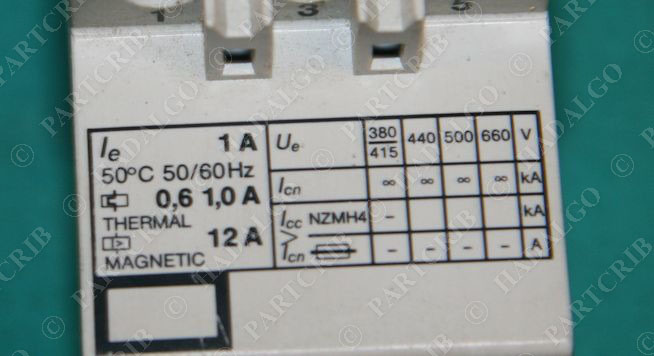 1 3 5
Ie 1 A
50°C 50/60Hz
0,6 1,0 A
THERMAL
12 A
MAGNETIC
Ue 380/415 440 500 660 V
Icn ∞ ∞ ∞ ∞ kA
Icc NZMH4 - kA
> Icn - - - - A
© PARTCRIB HADALGO